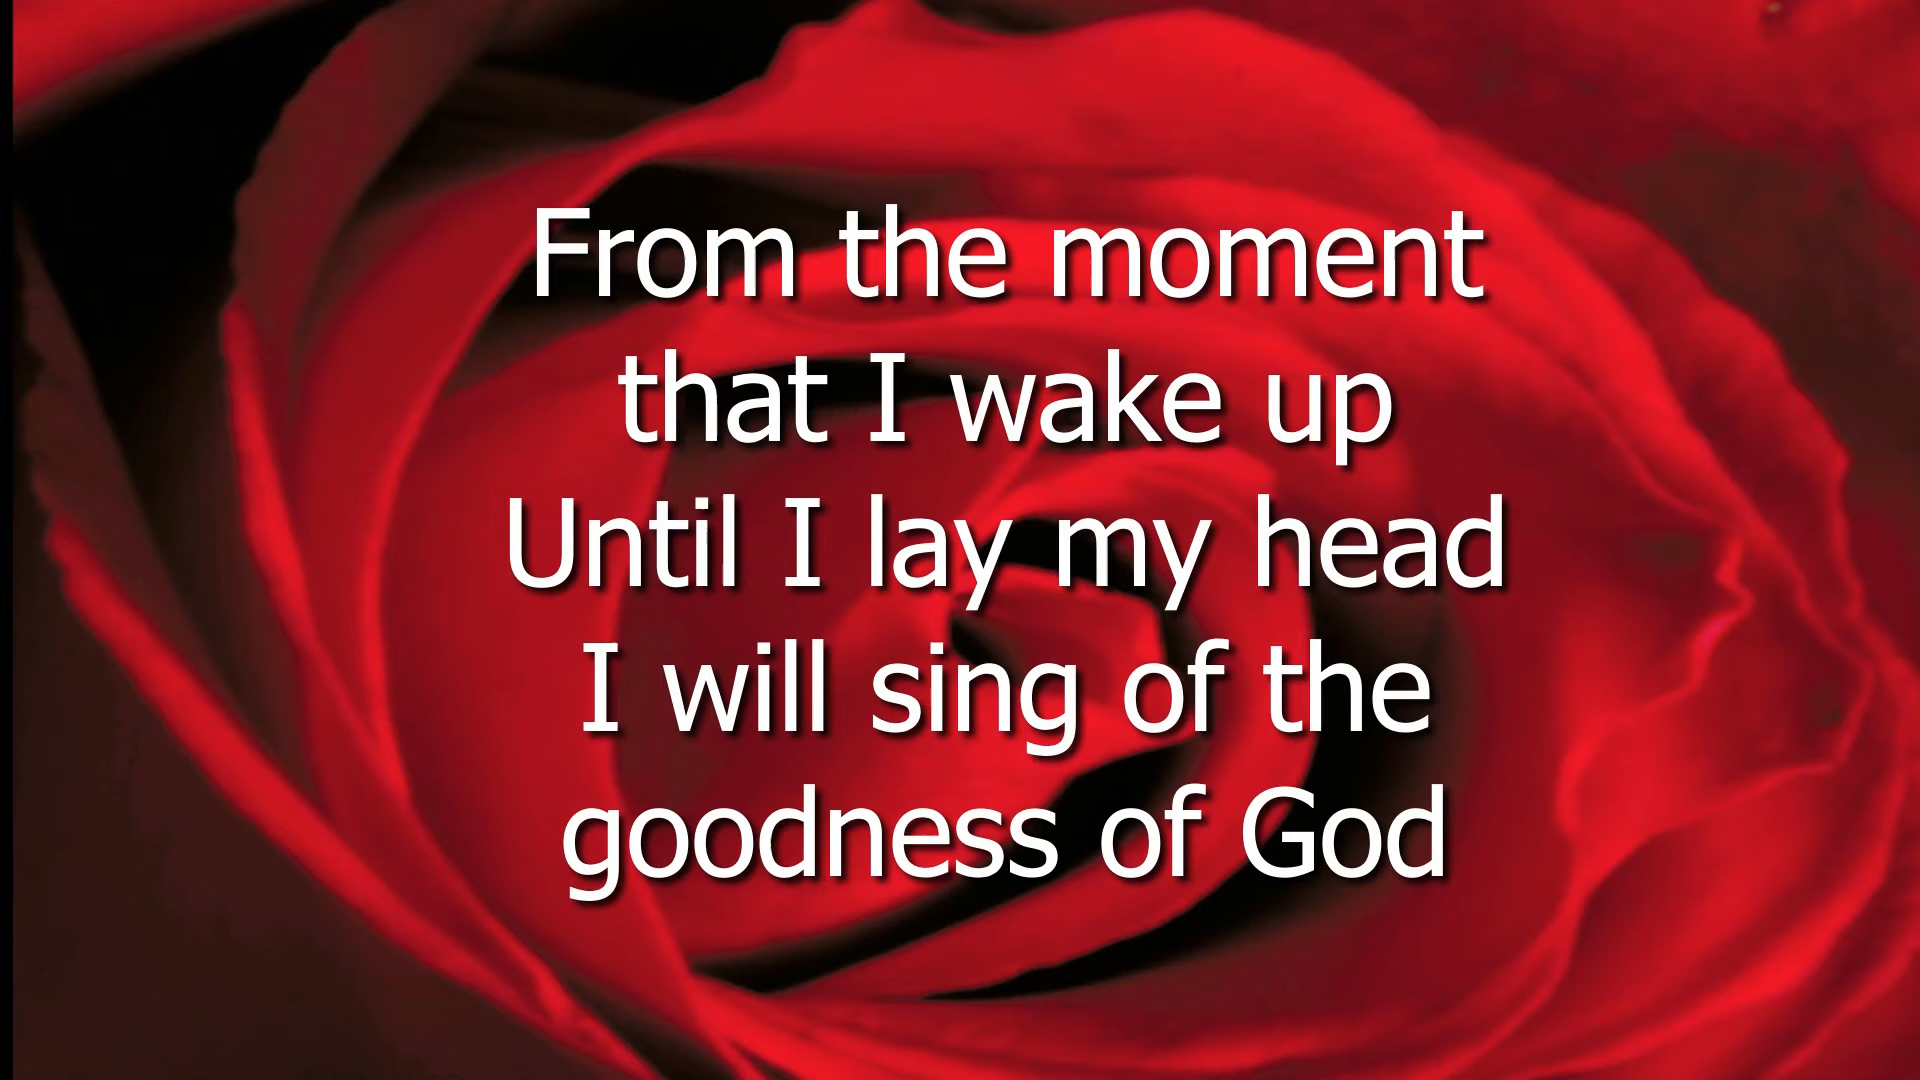 From the moment
that I wake up
Until I lay my head
I will sing of the
goodness of God